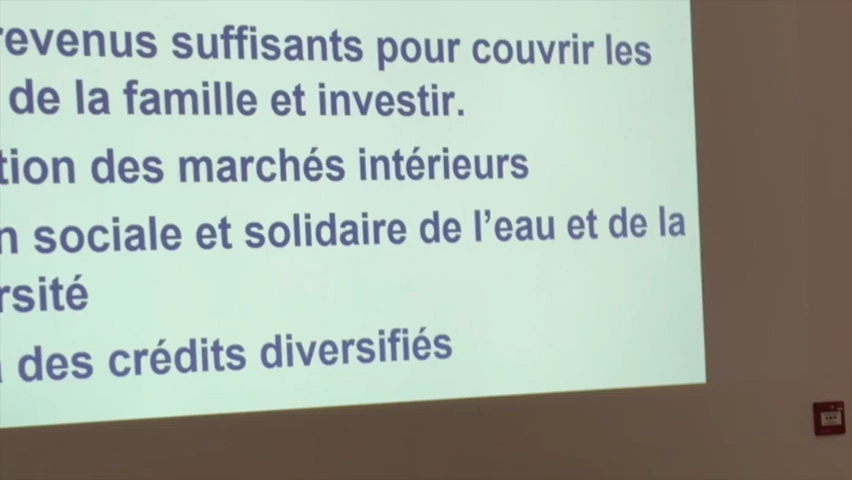 revenus suffisants pour couvrir les
de la famille et investir.
tion des marchés intérieurs
n sociale et solidaire de l'eau et de la
rsité
des crédits diversifiés